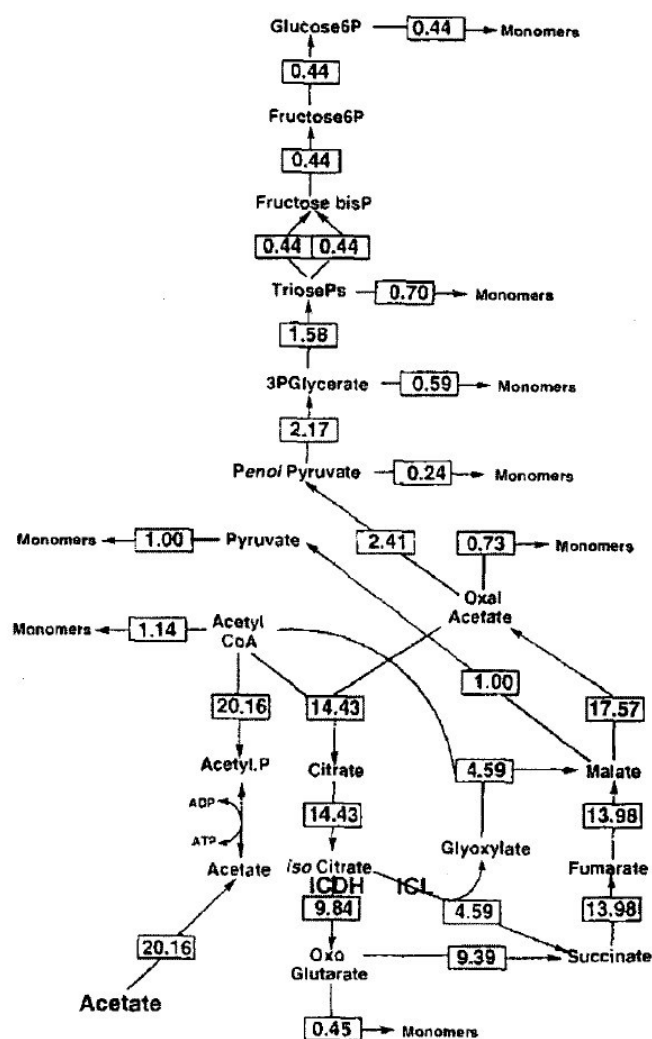 Glucose6P 0.44 Monomers
0.44
Fructose6P
0.44
Fructose bisP
0.44 0.44
TriosePs 0.70 Monomers
1.58
3PGlycerate 0.59 Monomers
2.17
Penol Pyruvate 0.24 Monomers
Monomers 1.00 Pyruvate 2.41 0.73 Monomers
Oxal
Acetate
Monomers 1.14 Acetyl
CoA
1.00
20.16 14.43 17.57
Acetyl.P Citrate 4.59 Malate
ADP
14.43 13.98
ATP
Glyoxylate
Acetate iso Citrate Fumarate
ICDH ICL
9.84 4.59 13.98
20.16 Oxo
Glutarate 9.39 Succinate
Acetate
0.45 Monomers